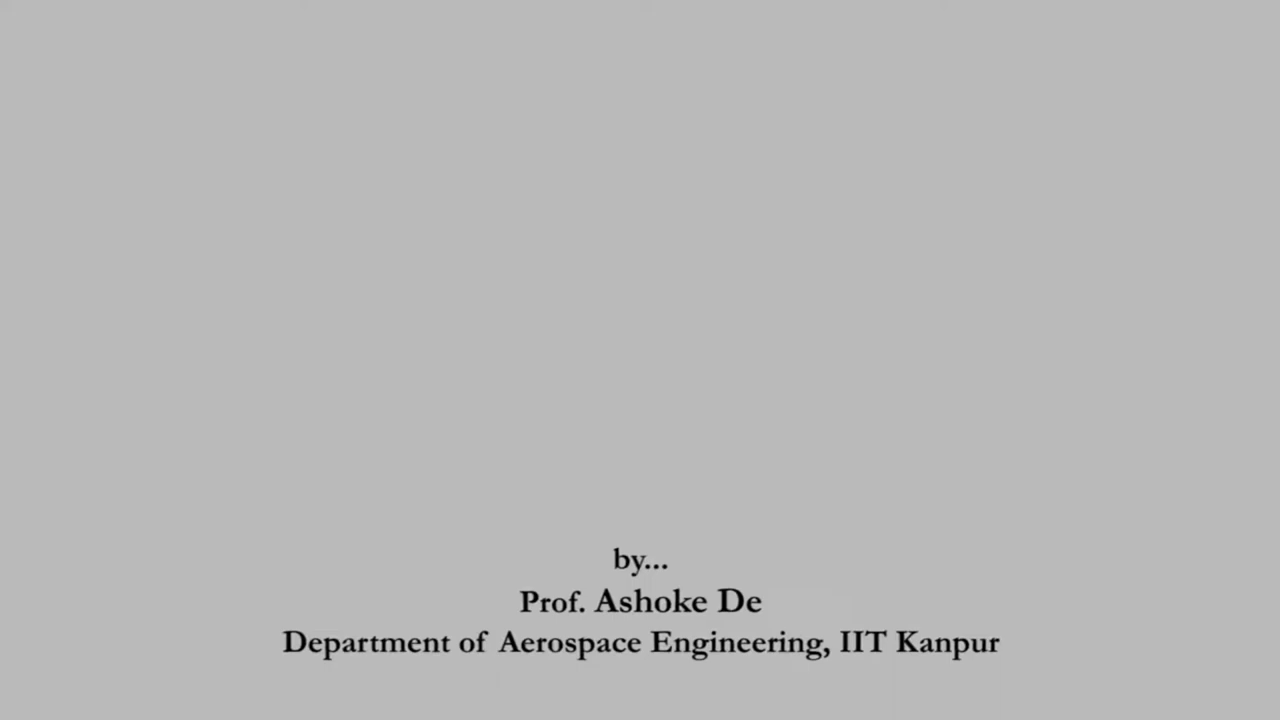 by...
Prof. Ashoke De
Department of Aerospace Engineering, IIT Kanpur